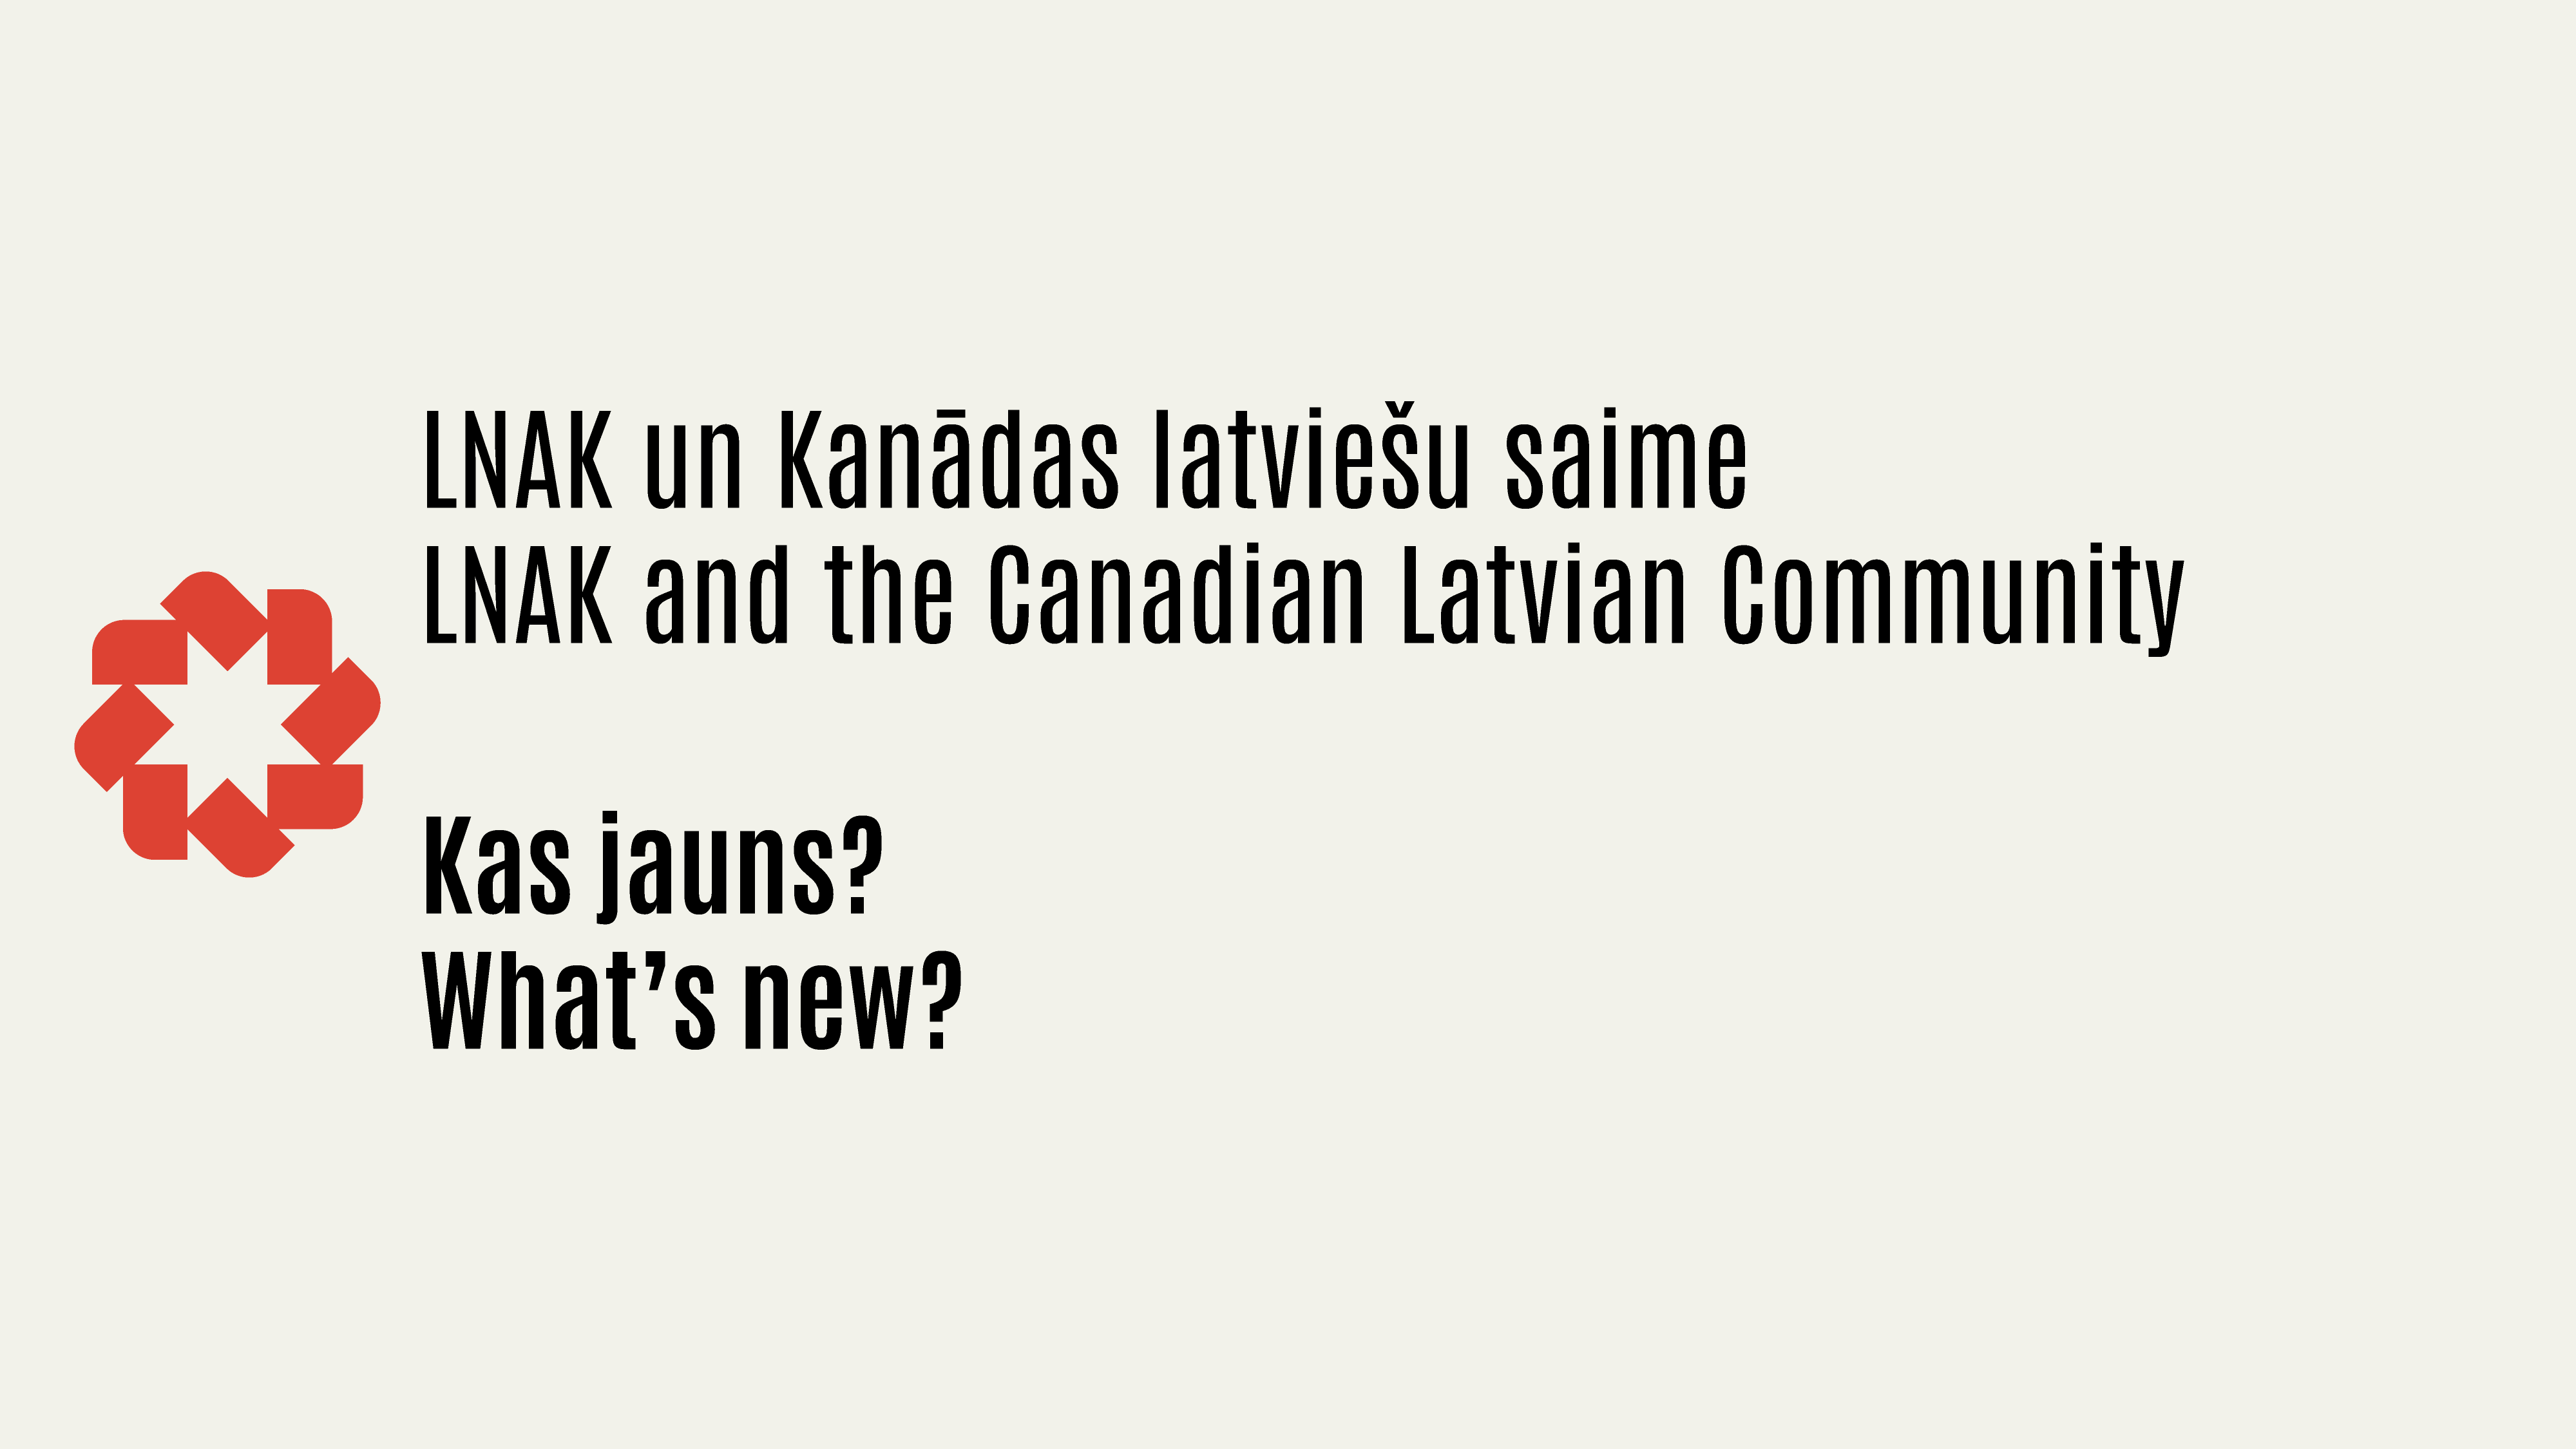 LNAK un Kanādas latviešu saime
LNAK and the Canadian Latvian Community
Kas jauns?
What’s new?